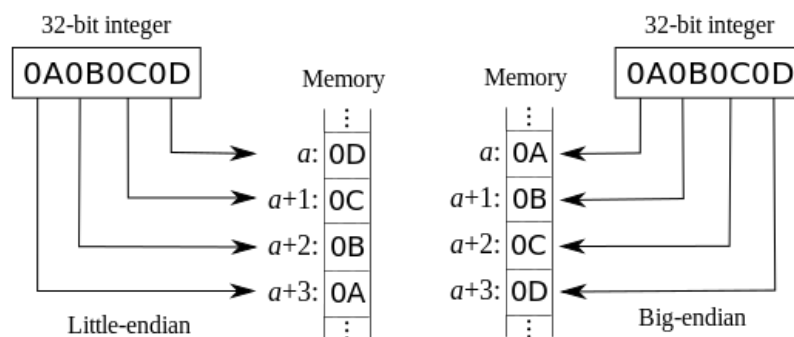 32-bit integer
0A0B0C0D
Memory
⋮
a: 0D
a+1: 0C
a+2: 0B
a+3: 0A
⋮
Little-endian
32-bit integer
0A0B0C0D
Memory
⋮
a: 0A
a+1: 0B
a+2: 0C
a+3: 0D
⋮
Big-endian